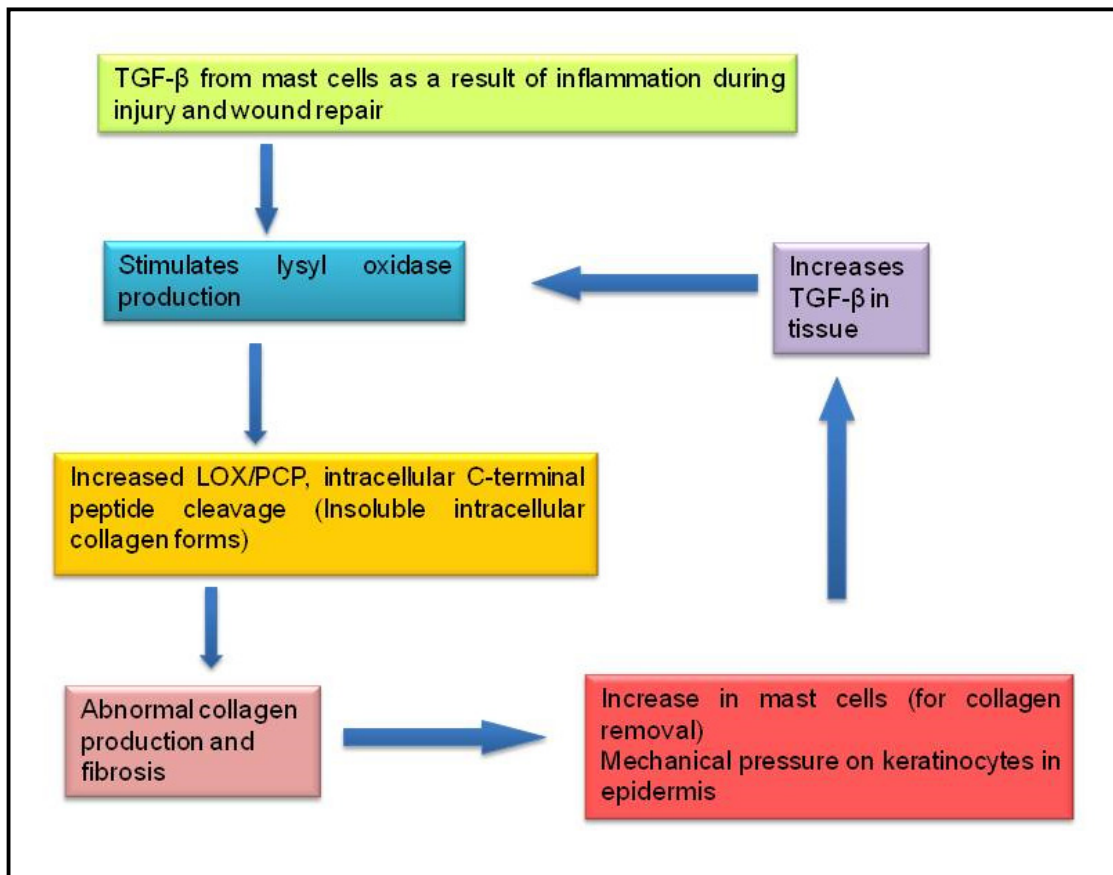 TGF-β from mast cells as a result of inflammation during
injury and wound repair
Stimulates lysyl oxidase
production
Increases
TGF-β in
tissue
Increased LOX/PCP, intracellular C-terminal
peptide cleavage (Insoluble intracellular
collagen forms)
Abnormal collagen
production and
fibrosis
Increase in mast cells (for collagen
removal)
Mechanical pressure on keratinocytes in
epidermis